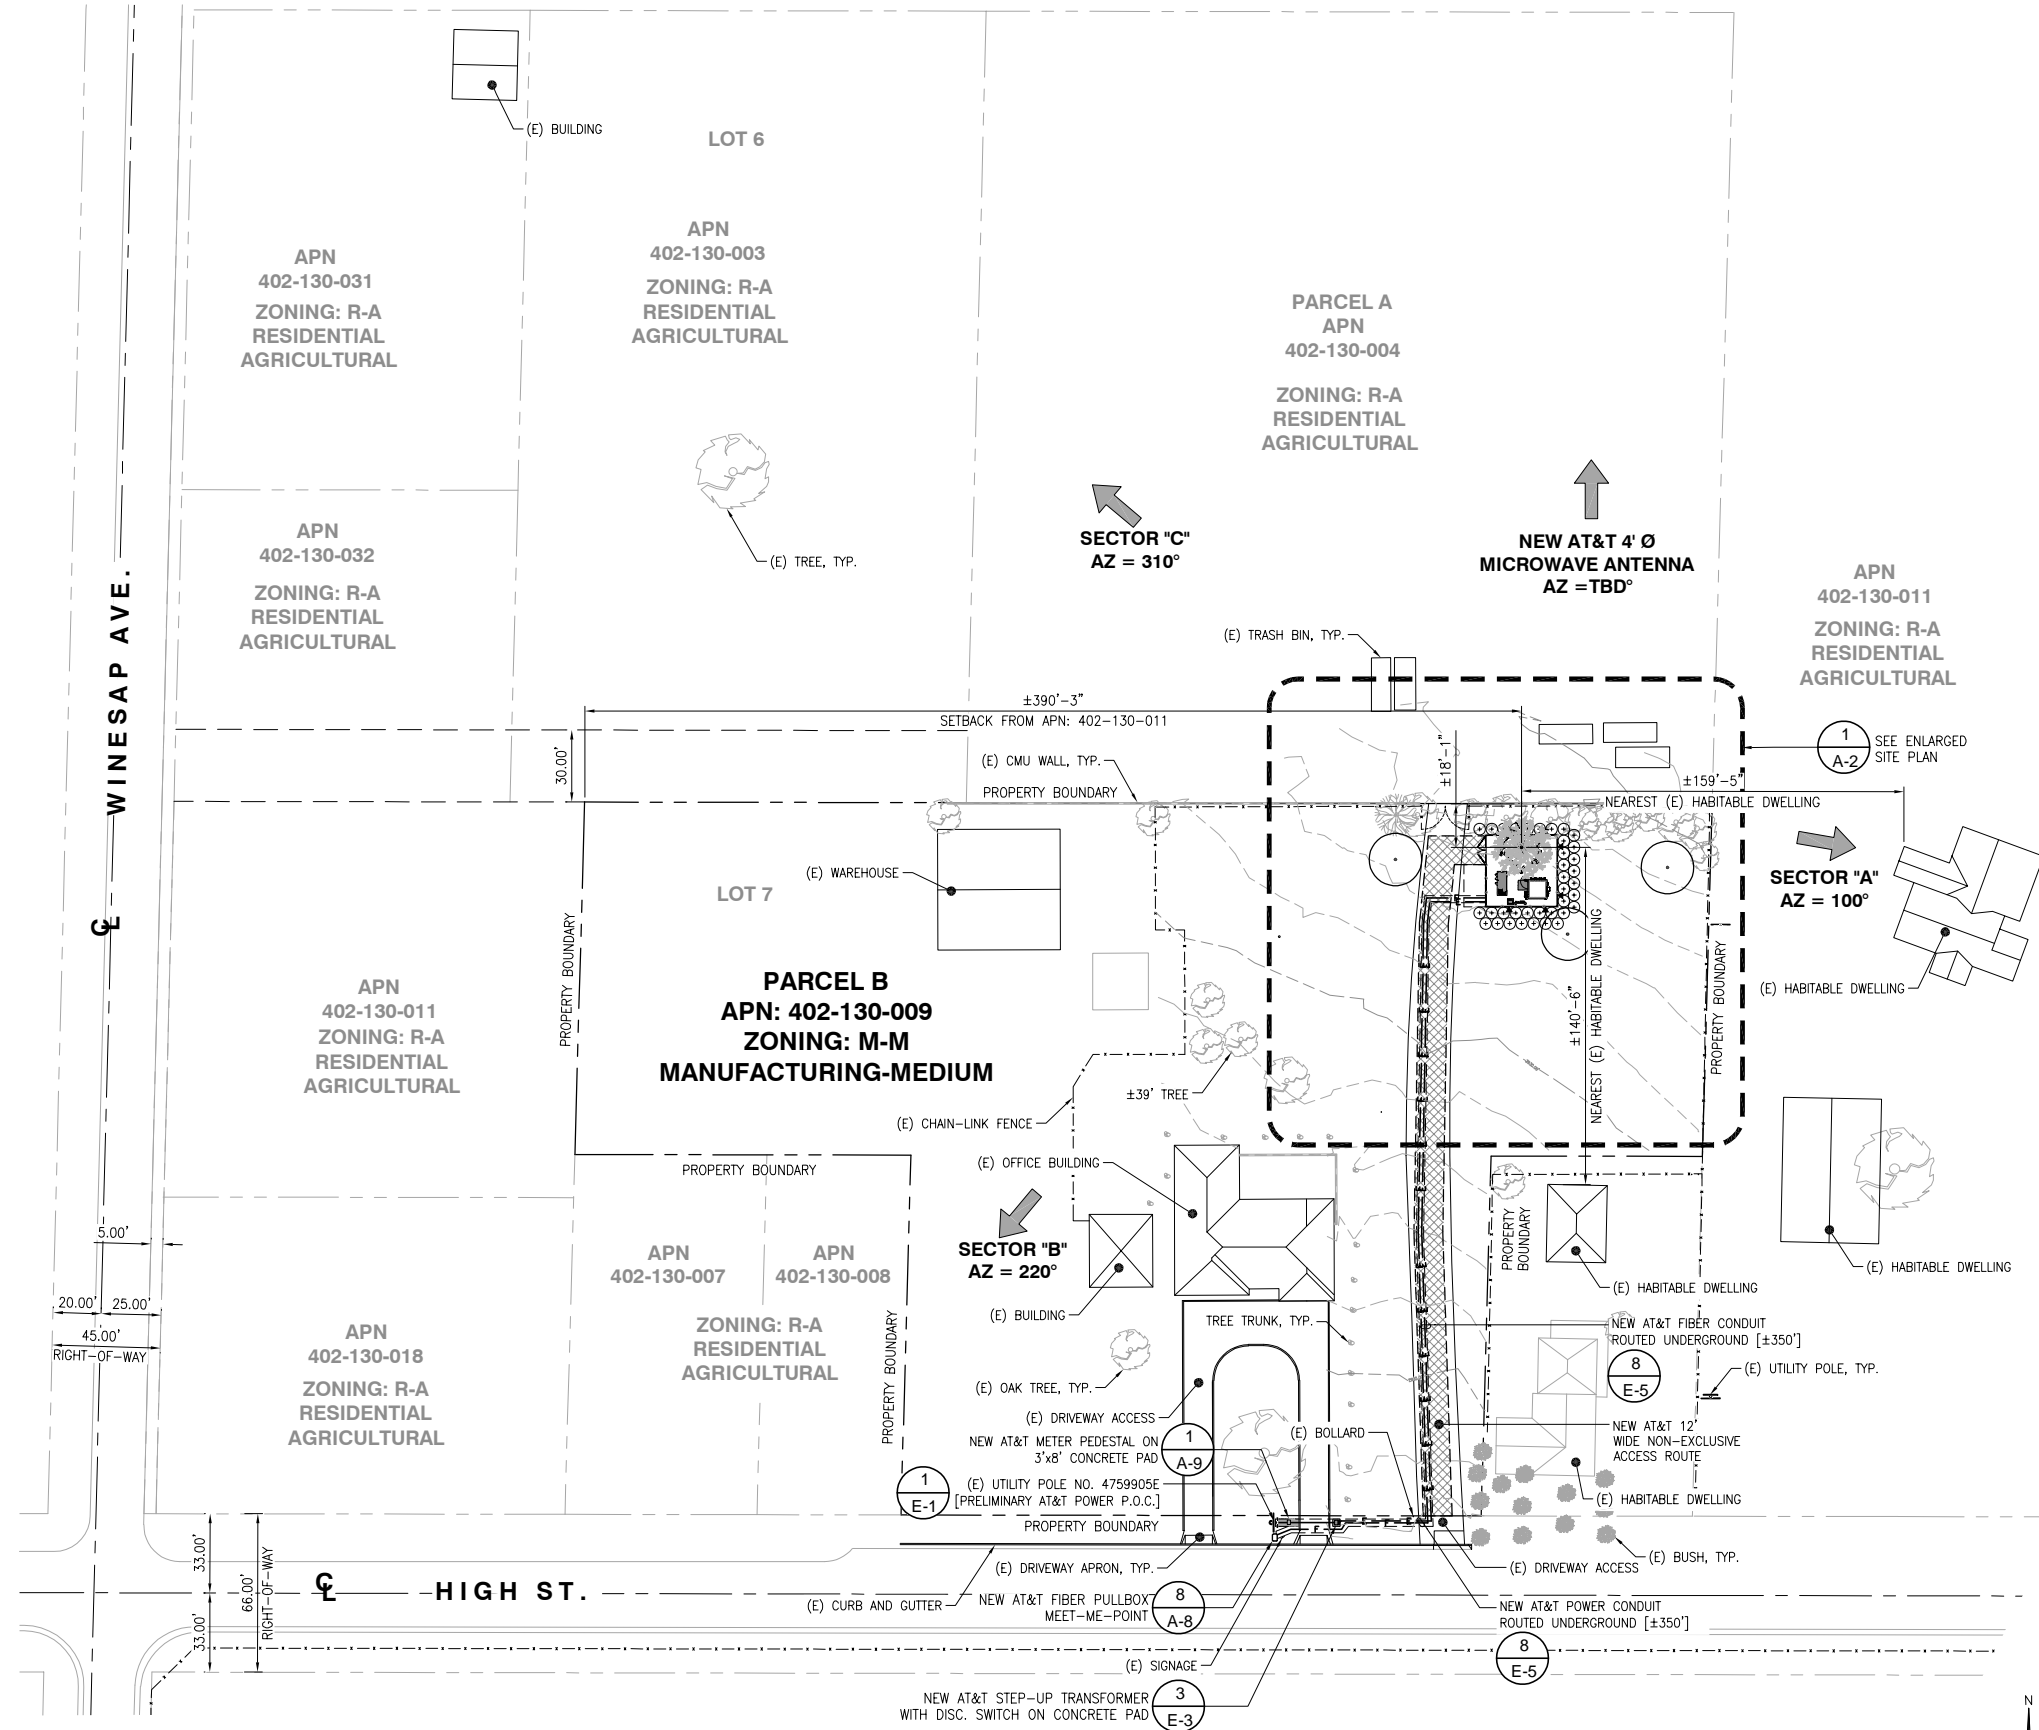 (E) BUILDING
LOT 6
APN
402-130-031
ZONING: R-A
RESIDENTIAL
AGRICULTURAL
APN
402-130-003
ZONING: R-A
RESIDENTIAL
AGRICULTURAL
PARCEL A
APN
402-130-004
ZONING: R-A
RESIDENTIAL
AGRICULTURAL
(E) TREE, TYP.
SECTOR "C"
AZ = 310°
NEW AT&T 4' Ø
MICROWAVE ANTENNA
AZ =TBD°
APN
402-130-032
ZONING: R-A
RESIDENTIAL
AGRICULTURAL
APN
402-130-011
ZONING: R-A
RESIDENTIAL
AGRICULTURAL
WINESAP AVE.
CL
(E) TRASH BIN, TYP.
±390'-3"
SETBACK FROM APN: 402-130-011
30.00'
(E) CMU WALL, TYP.
PROPERTY BOUNDARY
±18'-1"
1
A-2
SEE ENLARGED
SITE PLAN
±159'-5"
NEAREST (E) HABITABLE DWELLING
(E) WAREHOUSE
LOT 7
SECTOR "A"
AZ = 100°
(E) HABITABLE DWELLING
PROPERTY BOUNDARY
PROPERTY BOUNDARY
±140'-6"
NEAREST (E) HABITABLE DWELLING
APN
402-130-011
ZONING: R-A
RESIDENTIAL
AGRICULTURAL
PARCEL B
APN: 402-130-009
ZONING: M-M
MANUFACTURING-MEDIUM
±39' TREE
(E) CHAIN-LINK FENCE
PROPERTY BOUNDARY
(E) OFFICE BUILDING
PROPERTY
BOUNDARY
SECTOR "B"
AZ = 220°
(E) BUILDING
(E) HABITABLE DWELLING
(E) HABITABLE DWELLING
5.00'
20.00'
25.00'
45.00'
RIGHT-OF-WAY
APN
402-130-007
APN
402-130-008
ZONING: R-A
RESIDENTIAL
AGRICULTURAL
APN
402-130-018
ZONING: R-A
RESIDENTIAL
AGRICULTURAL
PROPERTY BOUNDARY
TREE TRUNK, TYP.
NEW AT&T FIBER CONDUIT
ROUTED UNDERGROUND [±350']
8
E-5
(E) UTILITY POLE, TYP.
(E) OAK TREE, TYP.
(E) DRIVEWAY ACCESS
NEW AT&T METER PEDESTAL ON
3'x8' CONCRETE PAD
1
A-9
(E) BOLLARD
NEW AT&T 12'
WIDE NON-EXCLUSIVE
ACCESS ROUTE
1
E-1
(E) UTILITY POLE NO. 4759905E
[PRELIMINARY AT&T POWER P.O.C.]
PROPERTY BOUNDARY
(E) HABITABLE DWELLING
(E) BUSH, TYP.
(E) DRIVEWAY APRON, TYP.
(E) DRIVEWAY ACCESS
33.00'
66.00'
RIGHT-OF-WAY
33.00'
CL
HIGH ST.
(E) CURB AND GUTTER
NEW AT&T FIBER PULLBOX
MEET-ME-POINT
8
A-8
NEW AT&T POWER CONDUIT
ROUTED UNDERGROUND [±350']
8
E-5
(E) SIGNAGE
NEW AT&T STEP-UP TRANSFORMER
WITH DISC. SWITCH ON CONCRETE PAD
3
E-3
N